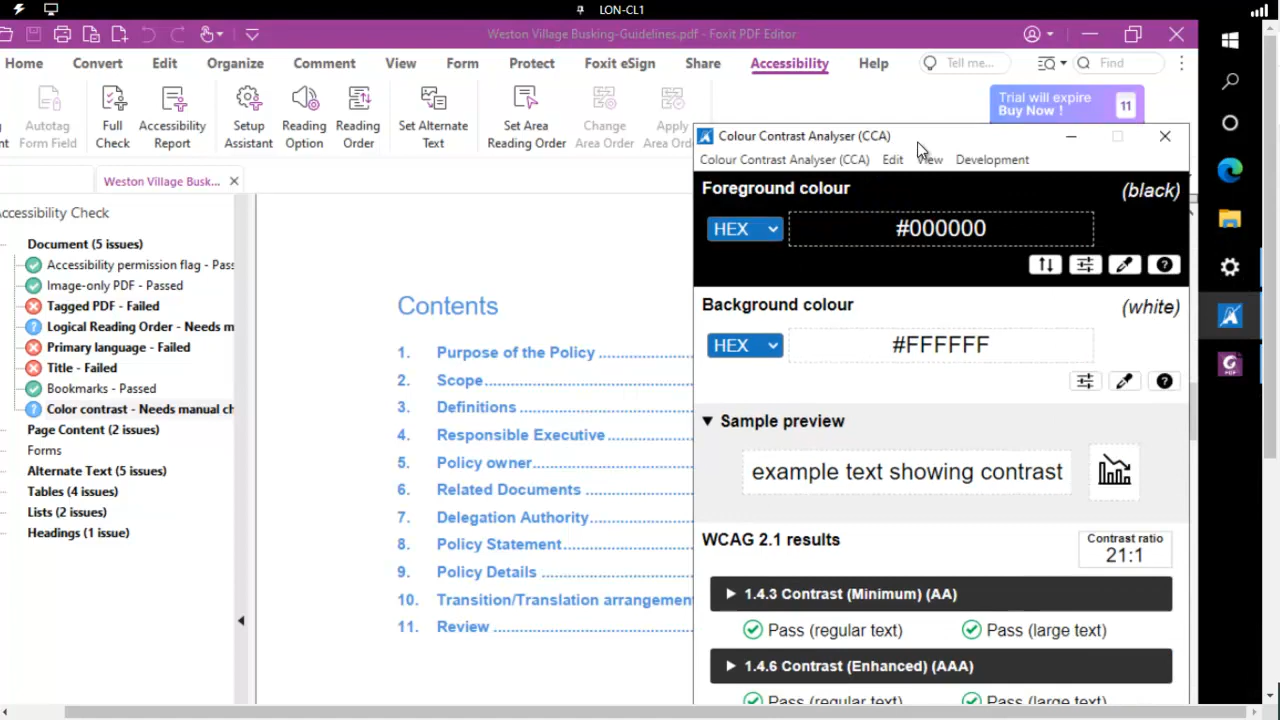 LON-CL1
Weston Village Busking-Guidelines.pdf - Foxit PDF Editor
Home Convert Edit Organize Comment View Form Protect Foxit eSign Share Accessibility Help Tell me... Find
Autotag Form Field
Full Check
Accessibility Report
Setup Assistant
Reading Option
Reading Order
Set Alternate Text
Set Area Reading Order
Change Area Order
Apply Area Ord
Trial will expire
Buy Now !
11
Weston Village Busk...
ccessibility Check
Document (5 issues)
Accessibility permission flag - Pass
Image-only PDF - Passed
Tagged PDF - Failed
Logical Reading Order - Needs m
Primary language - Failed
Title - Failed
Bookmarks - Passed
Color contrast - Needs manual ch
Page Content (2 issues)
Forms
Alternate Text (5 issues)
Tables (4 issues)
Lists (2 issues)
Headings (1 issue)
Contents
1. Purpose of the Policy
2. Scope
3. Definitions
4. Responsible Executive
5. Policy owner
6. Related Documents
7. Delegation Authority
8. Policy Statement
9. Policy Details
10. Transition/Translation arrangemen
11. Review
Colour Contrast Analyser (CCA)
Colour Contrast Analyser (CCA) Edit View Development
Foreground colour (black)
HEX #000000
Background colour (white)
HEX #FFFFFF
Sample preview
example text showing contrast
WCAG 2.1 results
Contrast ratio
21:1
1.4.3 Contrast (Minimum) (AA)
Pass (regular text) Pass (large text)
1.4.6 Contrast (Enhanced) (AAA)
Pass (regular text) Pass (large text)